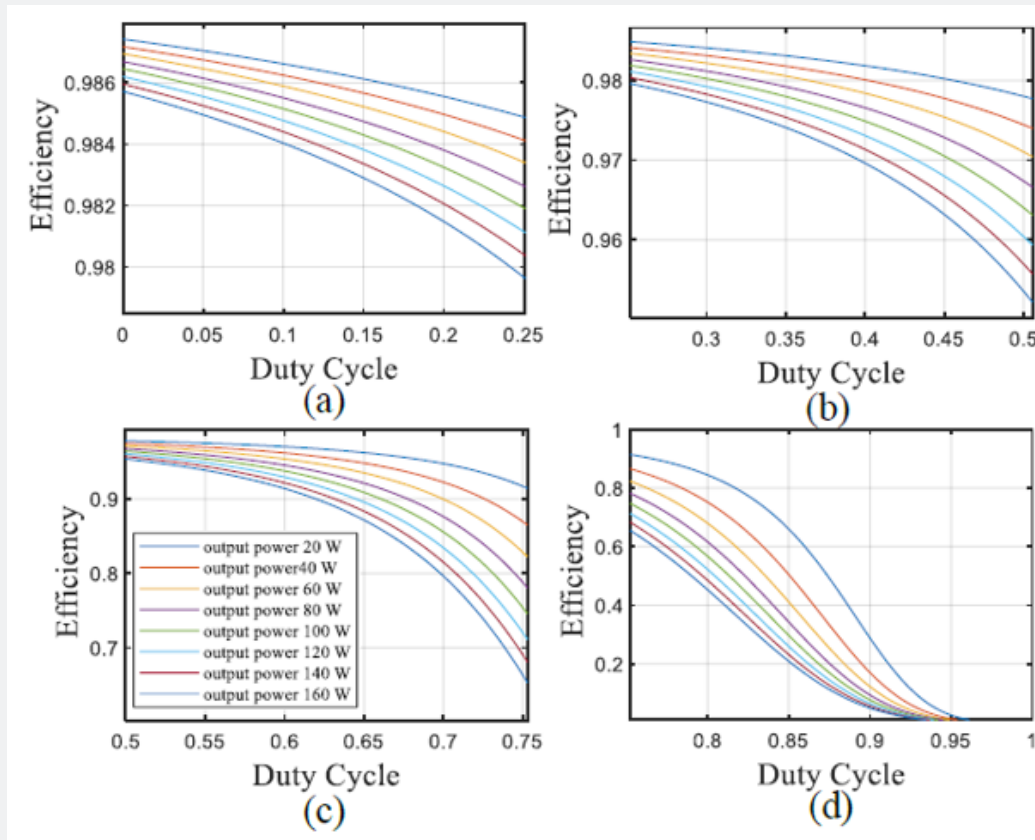 0.986
0.984
0.982
0.98
Efficiency
0 0.05 0.1 0.15 0.2 0.25
Duty Cycle
(a)
0.98
0.97
0.96
Efficiency
0.3 0.35 0.4 0.45 0.5
Duty Cycle
(b)
0.9
0.8
0.7
Efficiency
output power 20 W
output power40 W
output power 60 W
output power 80 W
output power 100 W
output power 120 W
output power 140 W
output power 160 W
0.5 0.55 0.6 0.65 0.7 0.75
Duty Cycle
(c)
1
0.8
0.6
0.4
0.2
Efficiency
0.8 0.85 0.9 0.95 1
Duty Cycle
(d)